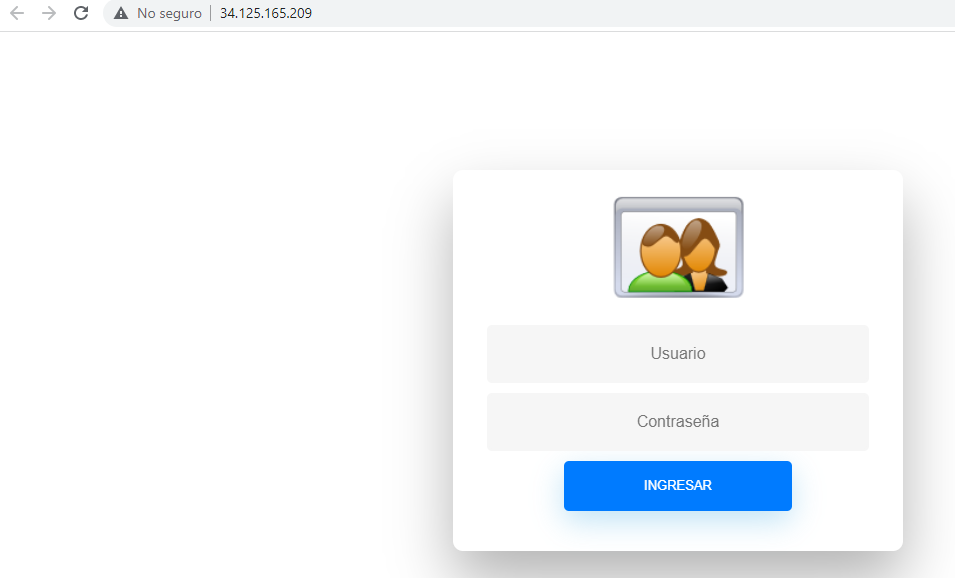 No seguro 34.125.165.209
Usuario
Contraseña
INGRESAR